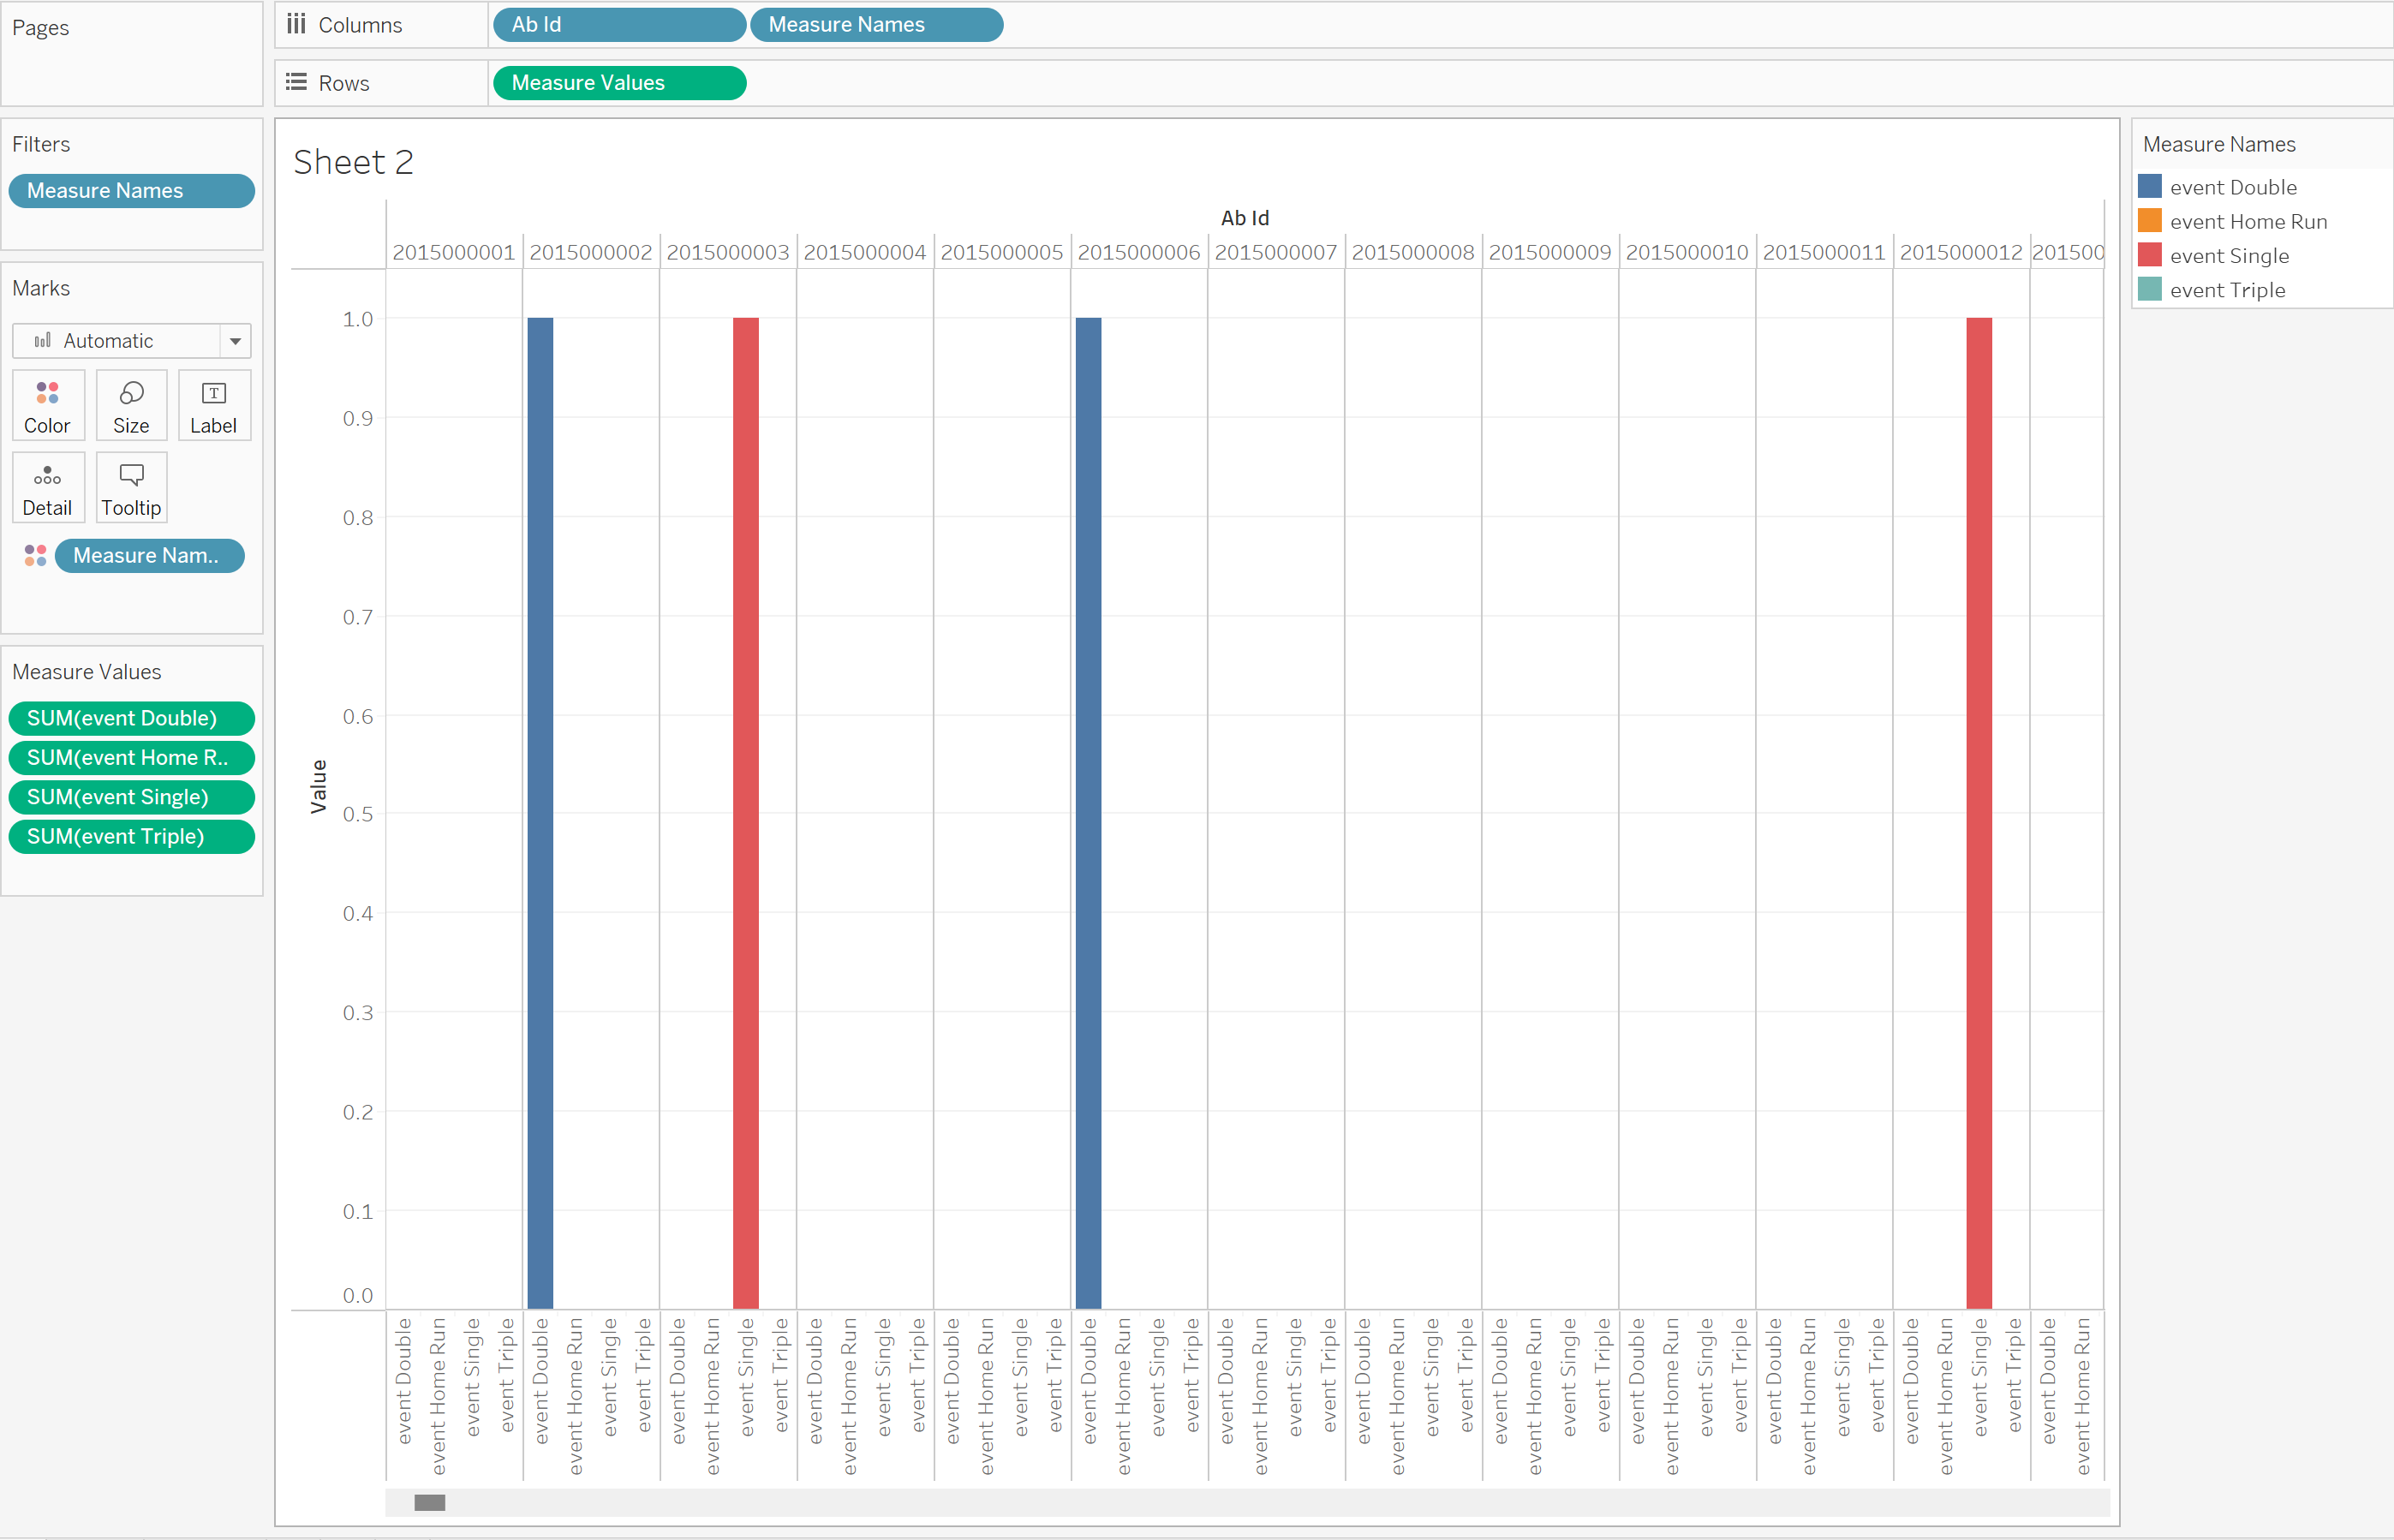 Pages
Columns
Ab Id
Measure Names
Rows
Measure Values
Filters
Measure Names
Marks
Automatic
Color
Size
Label
Detail
Tooltip
Measure Nam..
Measure Values
SUM(event Double)
SUM(event Home R..
SUM(event Single)
SUM(event Triple)
Sheet 2
Ab Id
2015000001 2015000002 2015000003 2015000004 2015000005 2015000006 2015000007 2015000008 2015000009 2015000010 2015000011 2015000012 201500
Value
1.0
0.9
0.8
0.7
0.6
0.5
0.4
0.3
0.2
0.1
0.0
event Double
event Home Run
event Single
event Triple
event Double
event Home Run
event Single
event Triple
event Double
event Home Run
event Single
event Triple
event Double
event Home Run
event Single
event Triple
event Double
event Home Run
event Single
event Triple
event Double
event Home Run
event Single
event Triple
event Double
event Home Run
event Single
event Triple
event Double
event Home Run
event Single
event Triple
event Double
event Home Run
event Single
event Triple
event Double
event Home Run
event Single
event Triple
event Double
event Home Run
event Single
event Triple
event Double
event Home Run
event Single
event Triple
event Double
event Home Run
Measure Names
event Double
event Home Run
event Single
event Triple